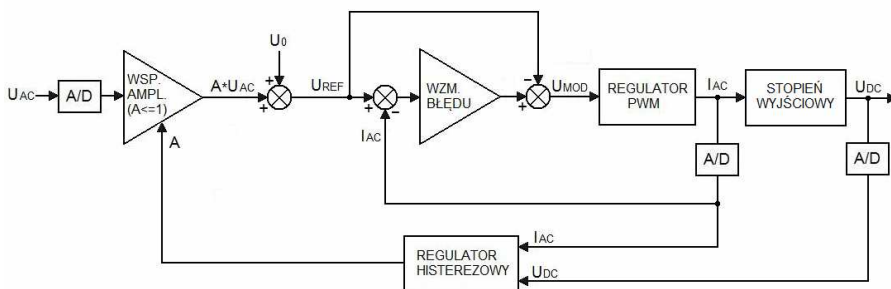 U0
UAC
A/D
WSP.
AMPL.
(A<=1)
A*UAC
+
+
UREF
+
−
IAC
WZM.
BŁĘDU
−
+
UMOD
REGULATOR
PWM
IAC
STOPIEŃ
WYJŚCIOWY
UDC
A
A/D
A/D
REGULATOR
HISTEREZOWY
IAC
UDC